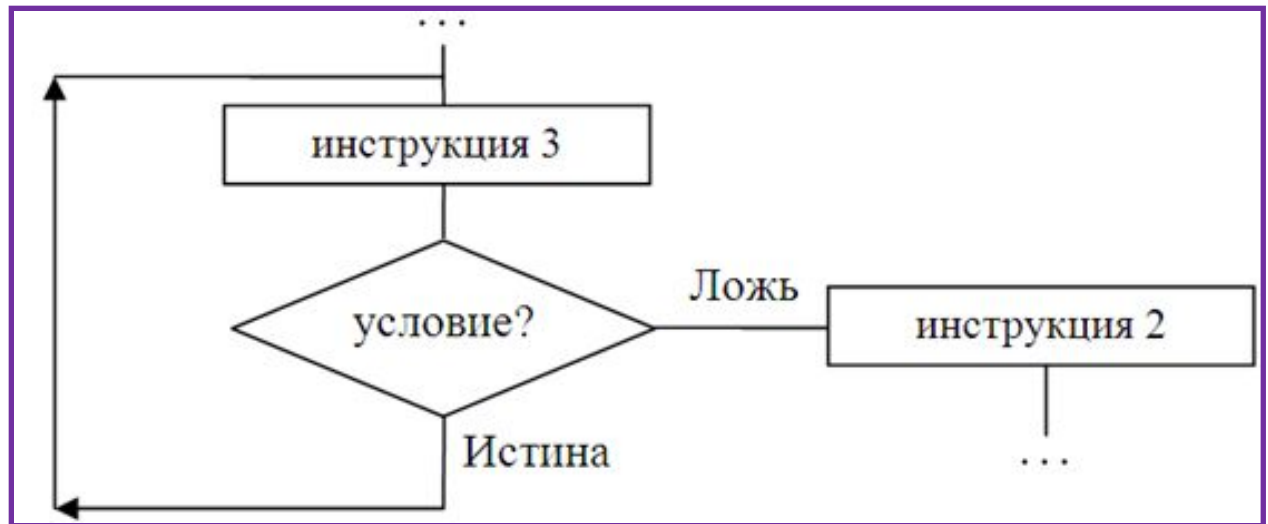 ...
инструкция 3
условие?
Ложь
инструкция 2
Истина
...